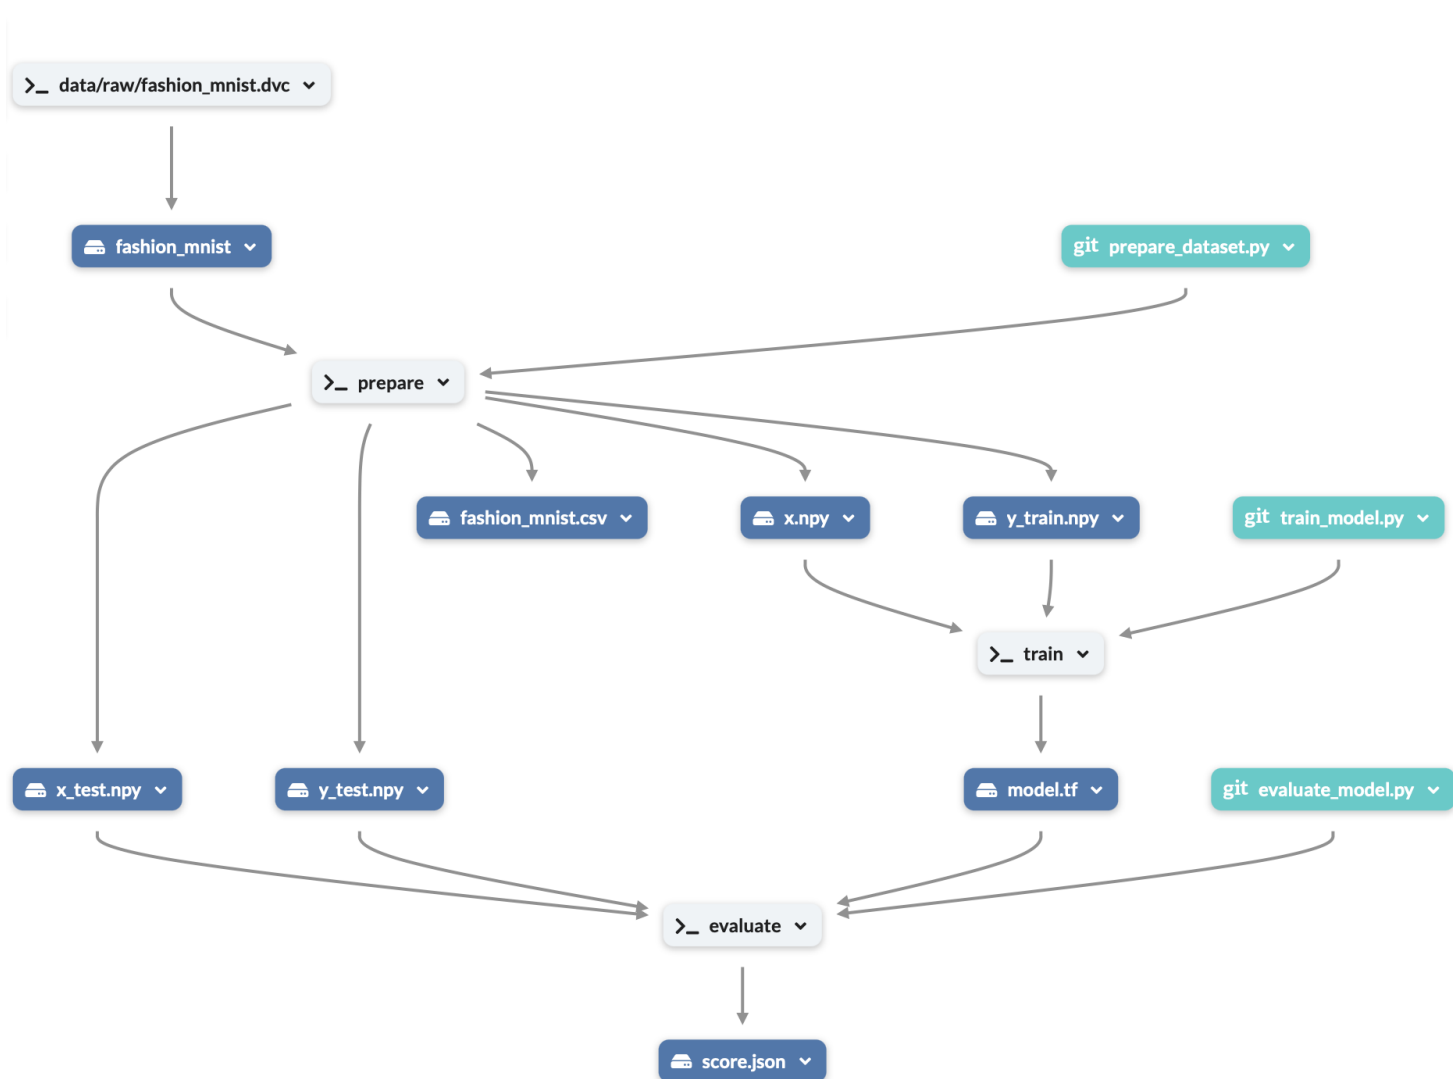 data/raw/fashion_mnist.dvc
fashion_mnist
git prepare_dataset.py
prepare
fashion_mnist.csv
x.npy
y_train.npy
git train_model.py
train
x_test.npy
y_test.npy
model.tf
git evaluate_model.py
evaluate
score.json